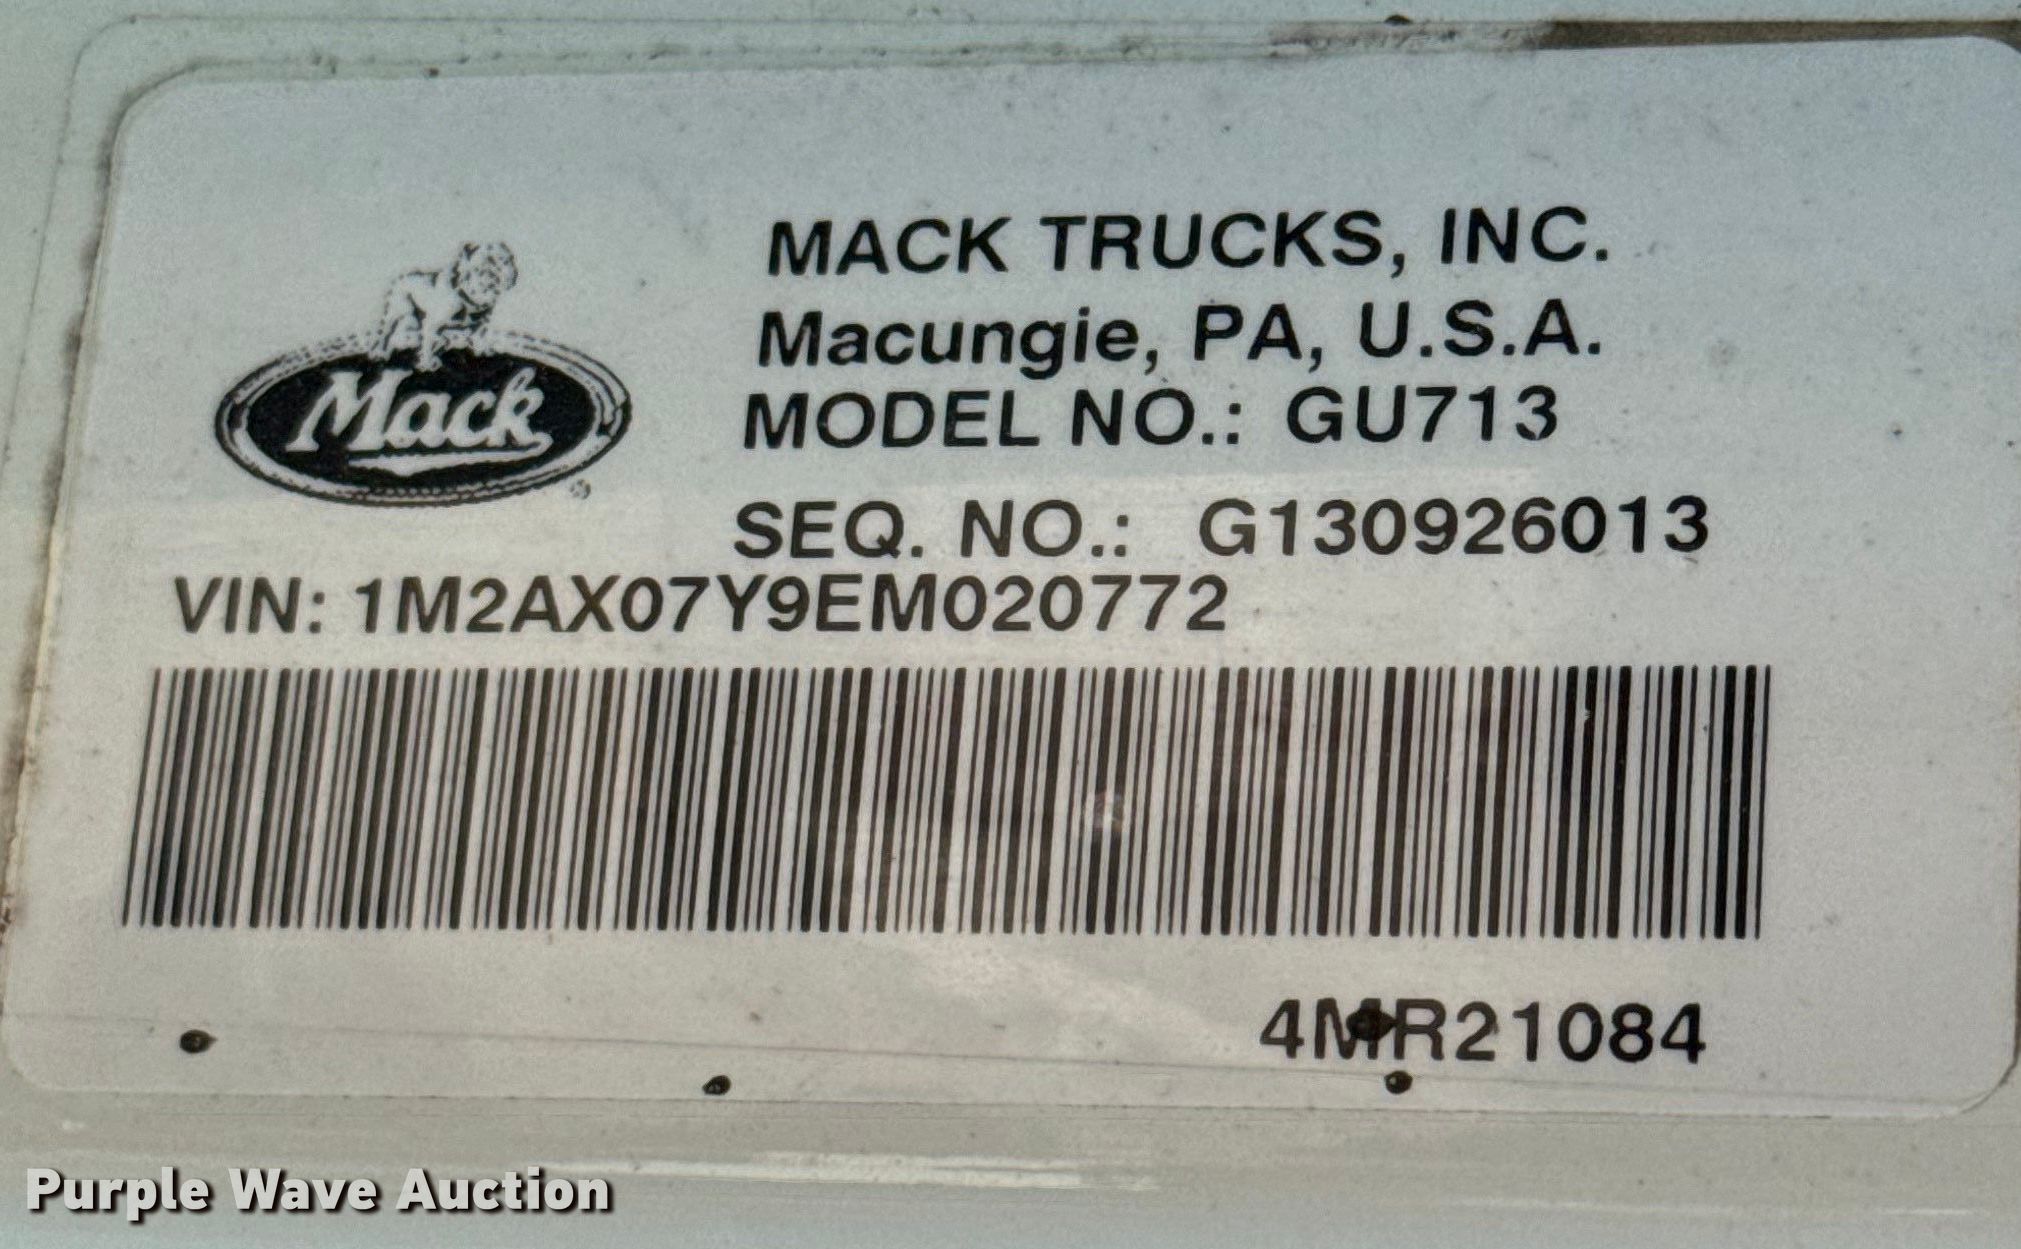 MACK TRUCKS, INC.
Macungie, PA, U.S.A.
MODEL NO.: GU713
Mack
®
SEQ. NO.: G130926013
VIN: 1M2AX07Y9EM020772
4MR21084
Purple Wave Auction